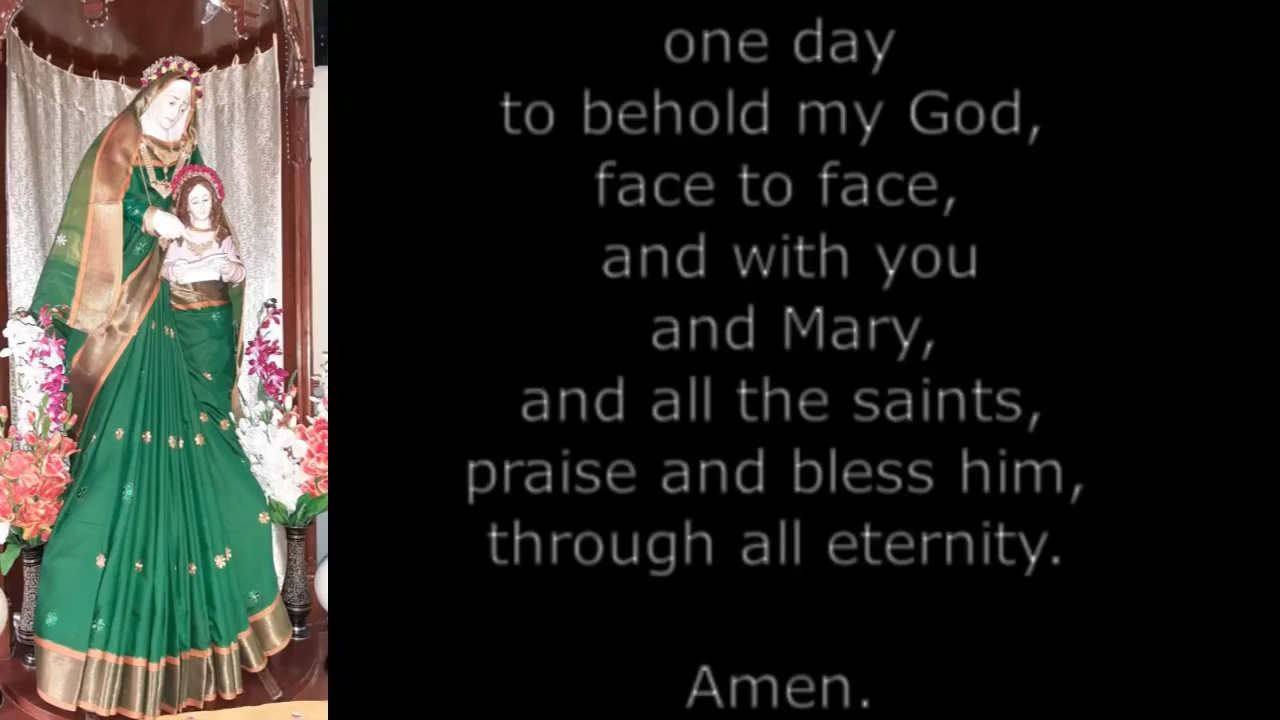 one day
to behold my God,
face to face,
and with you
and Mary,
and all the saints,
praise and bless him,
through all eternity.
Amen.